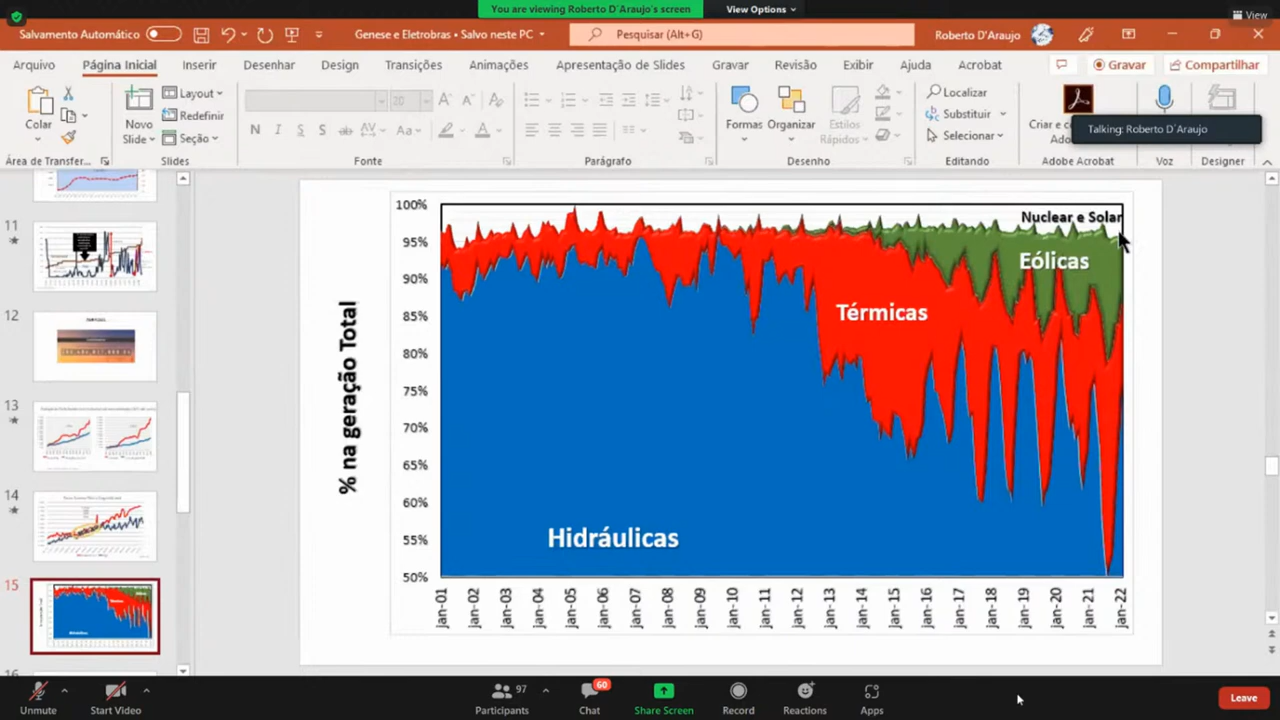 You are viewing Roberto D´Araujo's screen
View Options
View
Salvamento Automático
Genese e Eletrobras • Salvo neste PC
Pesquisar (Alt+G)
Roberto D'Araujo
Arquivo
Página Inicial
Inserir
Desenhar
Design
Transições
Animações
Apresentação de Slides
Gravar
Revisão
Exibir
Ajuda
Acrobat
Gravar
Compartilhar
Colar
Novo
Slide
Layout
Redefinir
Seção
20
N
I
S
ab
AV
Aa
A
Formas
Organizar
Estilos
Rápidos
Localizar
Substituir
Selecionar
Talking: Roberto D´Araujo
Área de Transfer...
Slides
Fonte
Parágrafo
Desenho
Editando
Adobe Acrobat
Voz
Designer
11
12
13
14
15
16
% na geração Total
100%
95%
90%
85%
80%
75%
70%
65%
60%
55%
50%
Nuclear e Solar
Eólicas
Térmicas
Hidráulicas
jan-01
jan-02
jan-03
jan-04
jan-05
jan-06
jan-07
jan-08
jan-09
jan-10
jan-11
jan-12
jan-13
jan-14
jan-15
jan-16
jan-17
jan-18
jan-19
jan-20
jan-21
jan-22
Unmute
Start Video
97
Participants
60
Chat
Share Screen
Record
Reactions
Apps
Leave